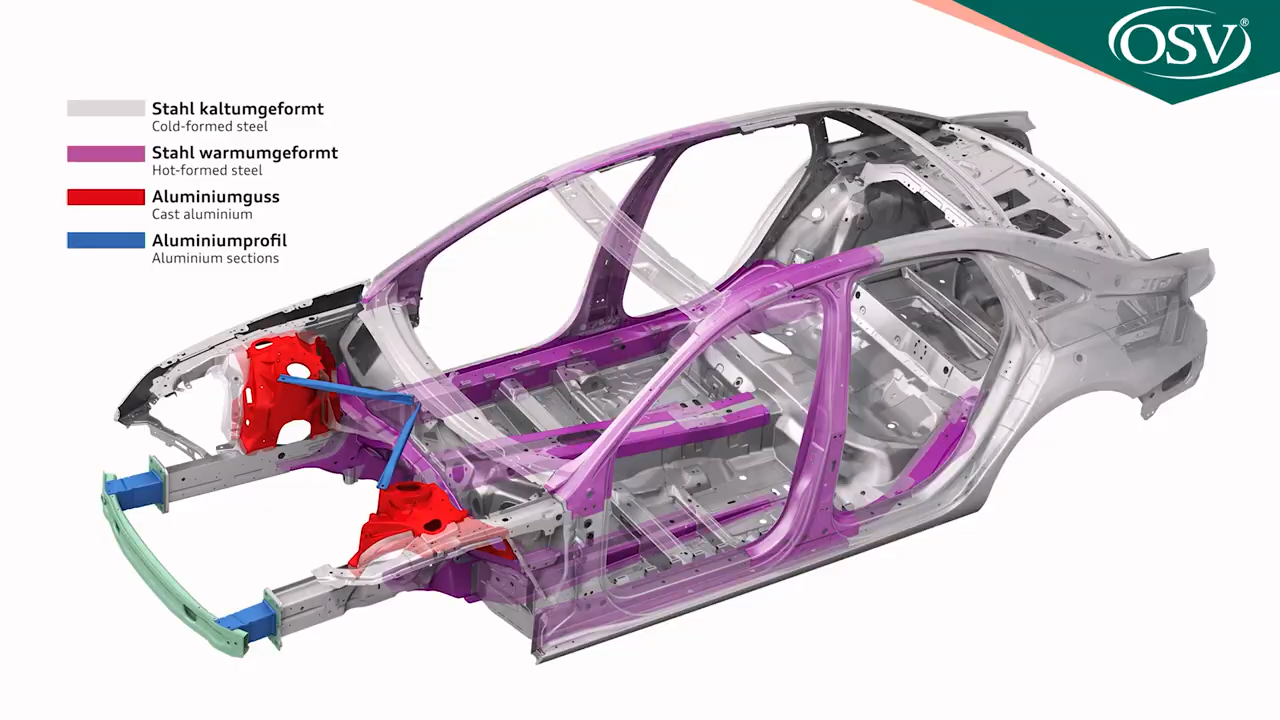 OSV®
Stahl kaltumgeformt
Cold-formed steel
Stahl warmumgeformt
Hot-formed steel
Aluminiumguss
Cast aluminium
Aluminiumprofil
Aluminium sections